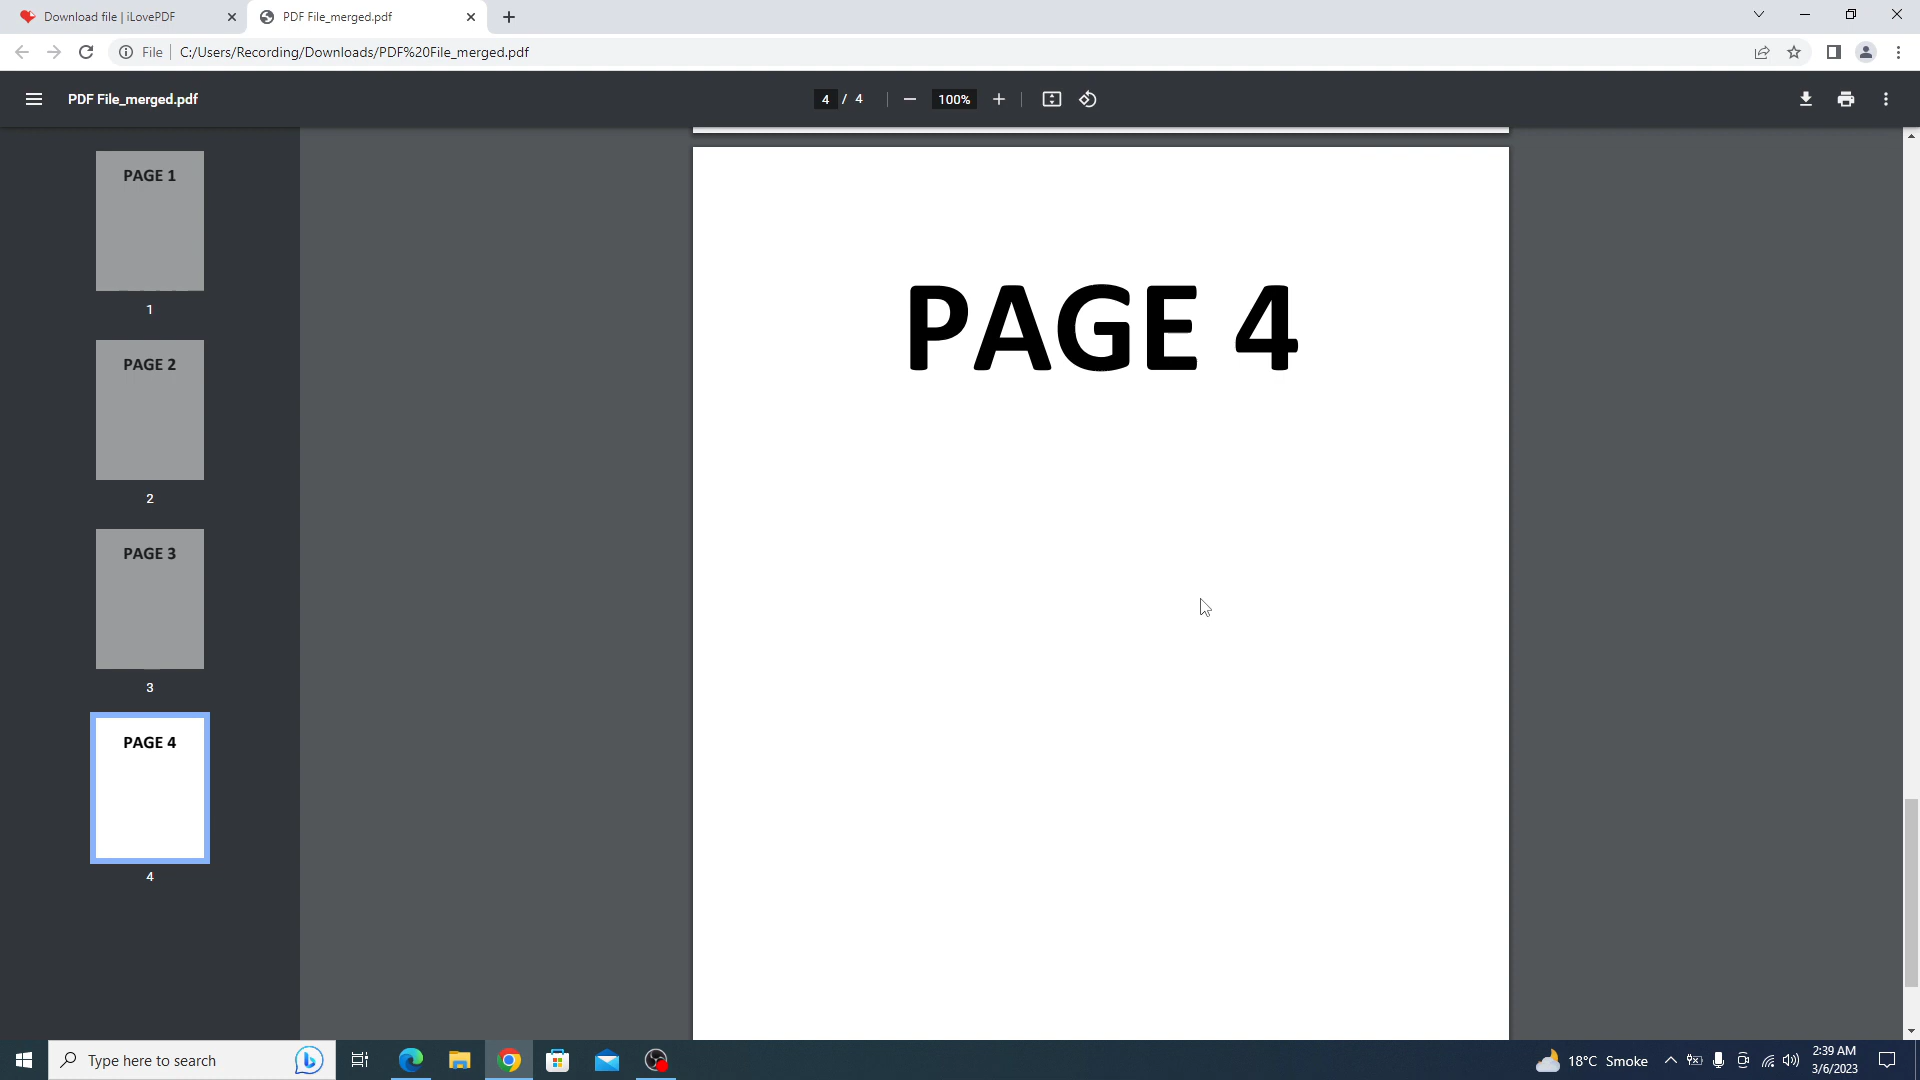 Download file | iLovePDF
PDF File_merged.pdf
File
C:/Users/Recording/Downloads/PDF%20File_merged.pdf
PDF File_merged.pdf
4 / 4
100%
PAGE 1
1
PAGE 2
2
PAGE 3
3
PAGE 4
4
PAGE 4
Type here to search
18°C Smoke
2:39 AM
3/6/2023